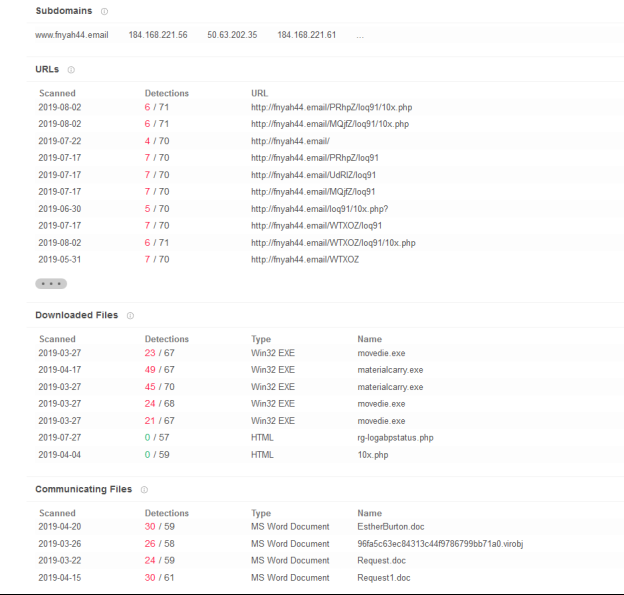 Subdomains
www.fnyah44.email 184.168.221.56 50.63.202.35 184.168.221.61 ...
URLs
Scanned Detections URL
2019-08-02 6 / 71 http://fnyah44.email/PRhpZ/loq91/10x.php
2019-08-02 6 / 71 http://fnyah44.email/MQjfZ/loq91/10x.php
2019-07-22 4 / 70 http://fnyah44.email/
2019-07-17 7 / 70 http://fnyah44.email/PRhpZ/loq91
2019-07-17 7 / 70 http://fnyah44.email/UdRlZ/loq91
2019-07-17 7 / 70 http://fnyah44.email/MQjfZ/loq91
2019-06-30 5 / 70 http://fnyah44.email/loq91/10x.php?
2019-07-17 7 / 70 http://fnyah44.email/WTXOZ/loq91
2019-08-02 6 / 71 http://fnyah44.email/WTXOZ/loq91/10x.php
2019-05-31 7 / 70 http://fnyah44.email/WTXOZ
Downloaded Files
Scanned Detections Type Name
2019-03-27 23 / 67 Win32 EXE movedie.exe
2019-04-17 49 / 67 Win32 EXE materialcarry.exe
2019-03-27 45 / 70 Win32 EXE materialcarry.exe
2019-03-27 24 / 68 Win32 EXE movedie.exe
2019-03-27 21 / 67 Win32 EXE movedie.exe
2019-07-27 0 / 57 HTML rg-logabpstatus.php
2019-04-04 0 / 59 HTML 10x.php
Communicating Files
Scanned Detections Type Name
2019-04-20 30 / 59 MS Word Document EstherBurton.doc
2019-03-26 26 / 58 MS Word Document 96fa5c63ec84313c44f9786799bb71a0.virobj
2019-03-22 24 / 59 MS Word Document Request.doc
2019-04-15 30 / 61 MS Word Document Request1.doc